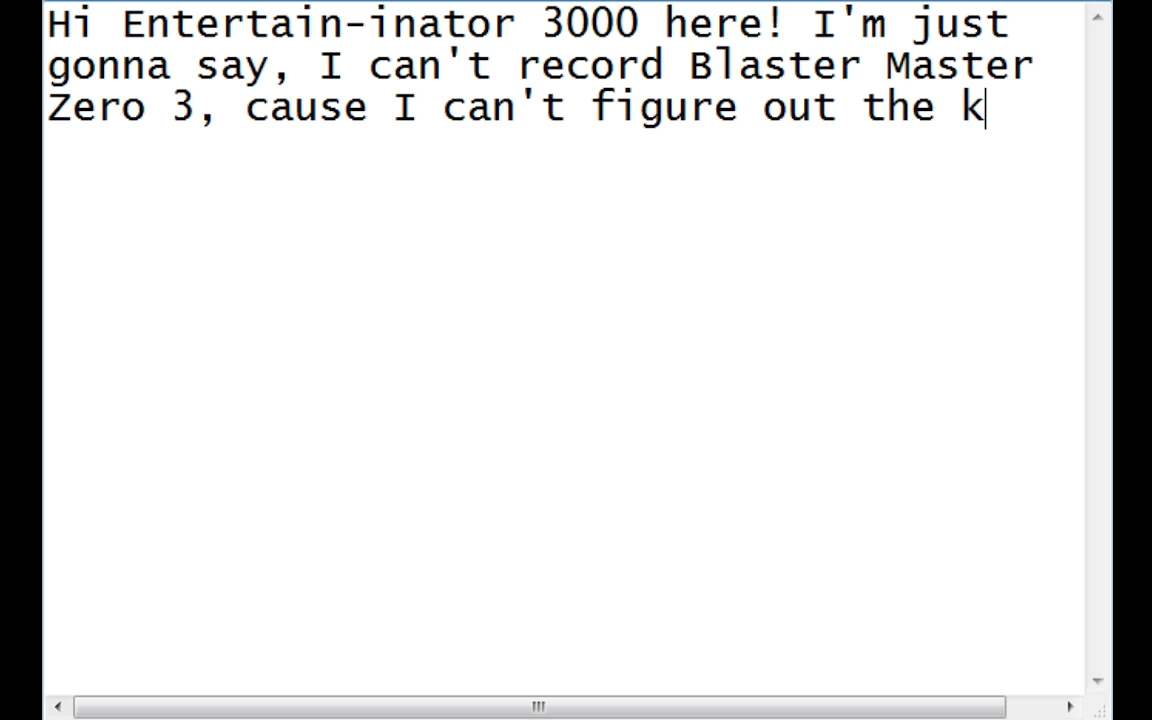 Hi Entertain-inator 3000 here! I'm just
gonna say, I can't record Blaster Master
Zero 3, cause I can't figure out the k